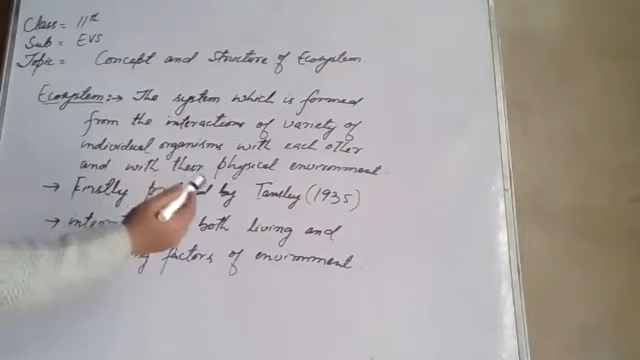 Class = 11th
Sub = EVS
Topic = Concept and Structure of Ecosystem.
Ecosystem:→ The system which is formed
from the interactions of variety of
individual organisms with each other
and with their physical environment.
→ Firstly by Tansley (1935)
→ both living and
factors of environment